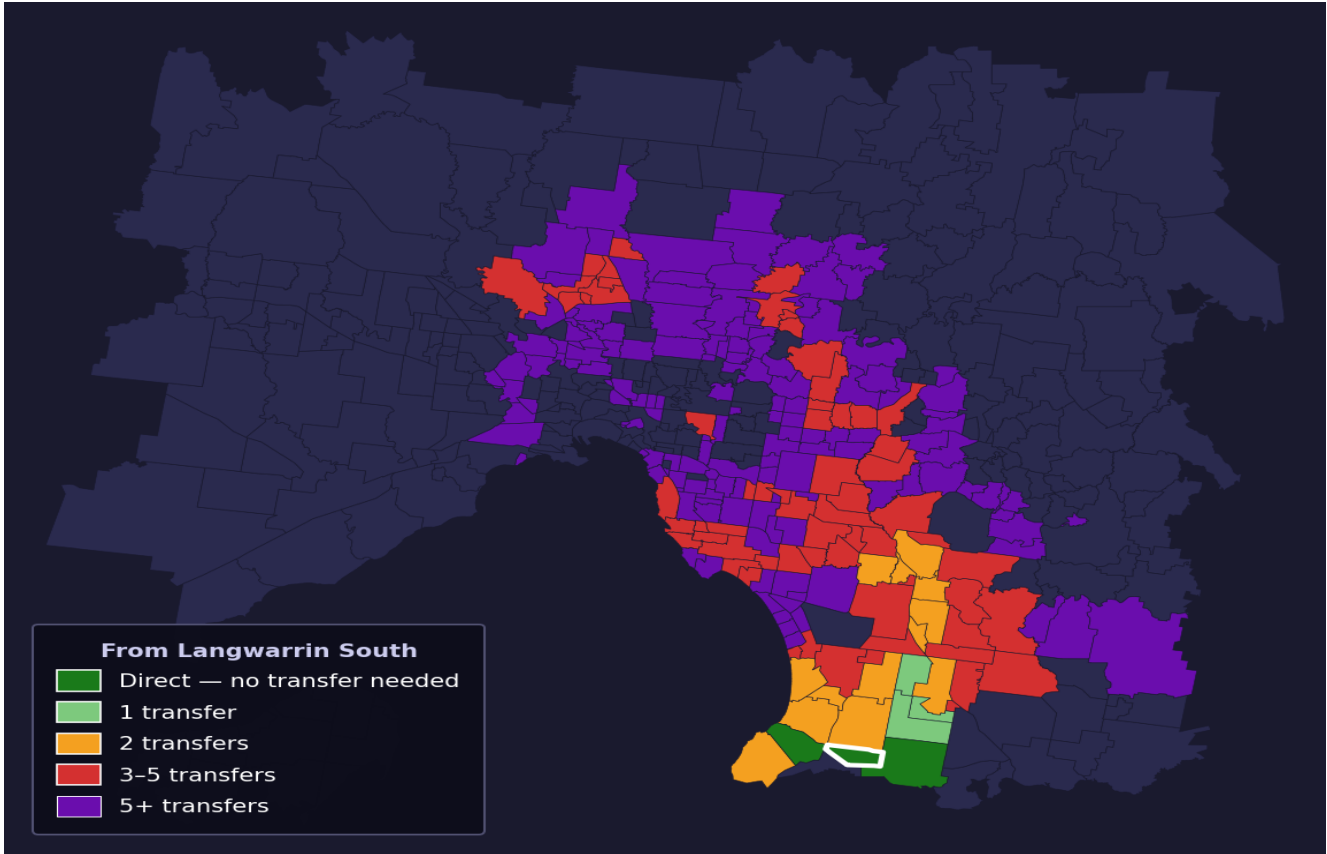 From Langwarrin South
Direct — no transfer needed
1 transfer
2 transfers
3–5 transfers
5+ transfers